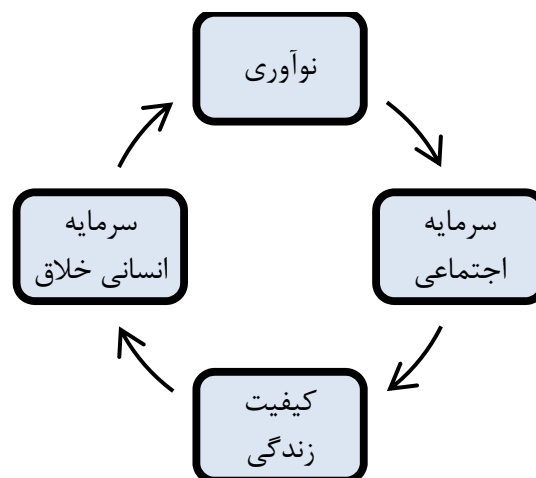 نوآوری
سرمایه
اجتماعی
کیفیت
زندگی
سرمایه
انسانی خلاق